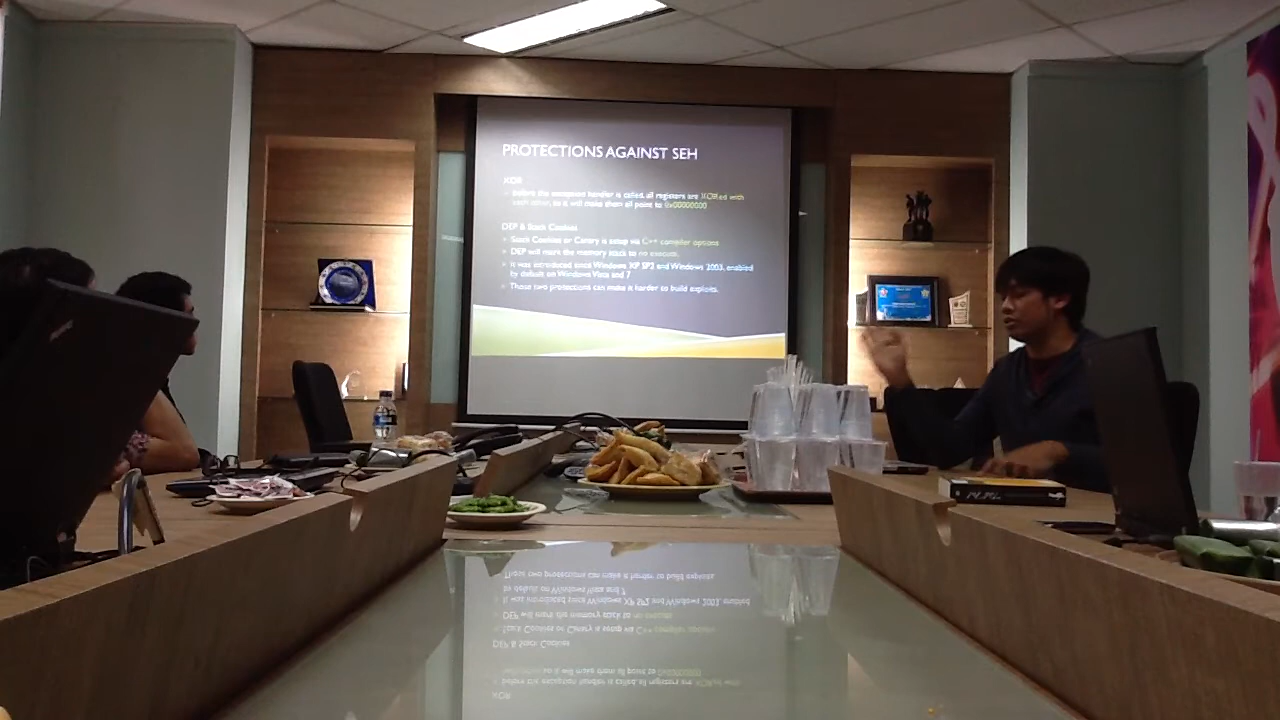 PROTECTIONS AGAINST SEH
XOR
Before the exception handler is called, all registers are XORed with
each other, so it will make them all point to 0x00000000
DEP & Stack Cookies
Stack Cookies or Canary is setup via C++ compiler options
DEP will mark the memory stack to no execute.
It was introduced since Windows XP SP2 and Windows 2003, enabled
by default on Windows Vista and 7
These two protections can make it harder to build exploits.